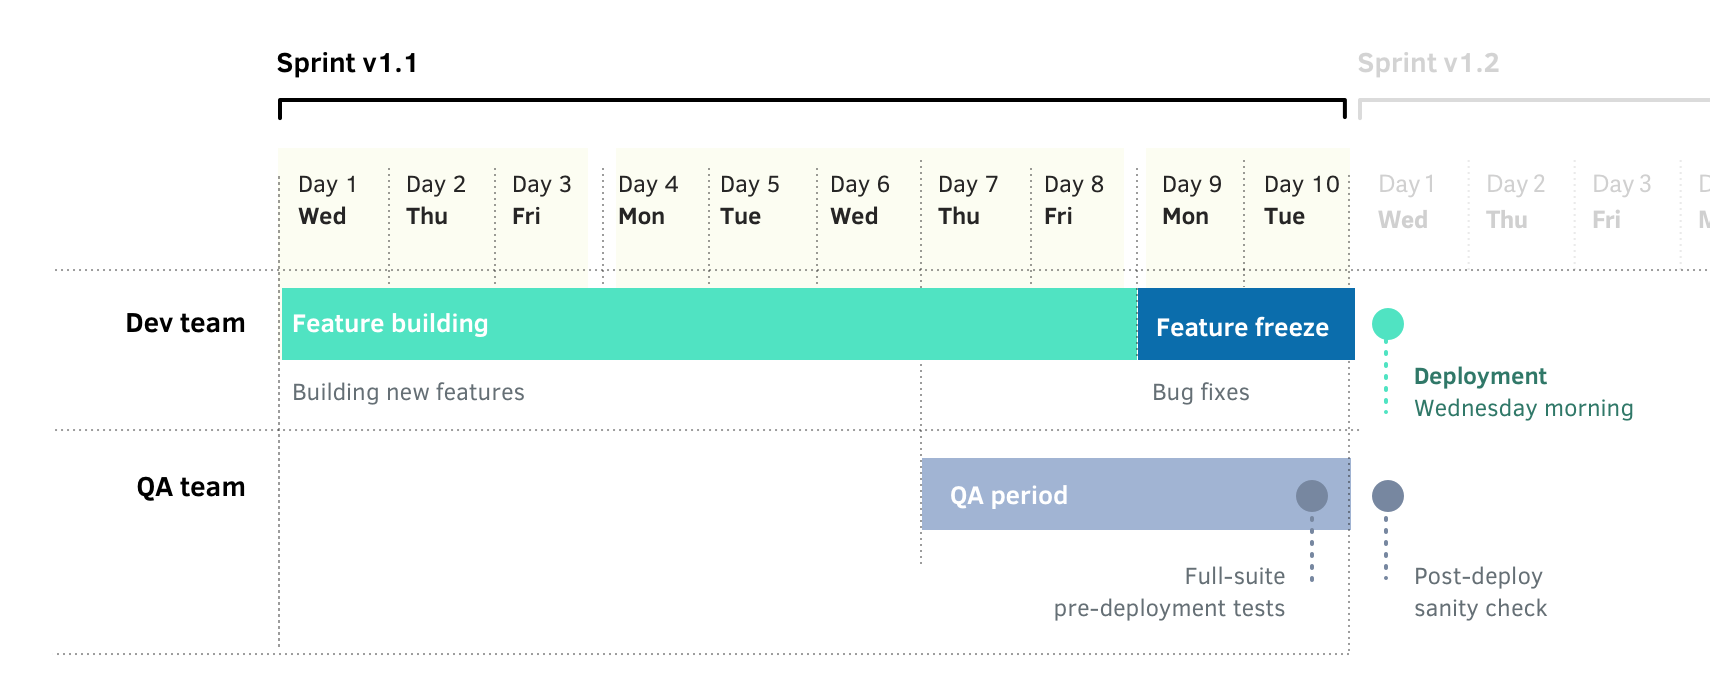 Sprint v1.1
Sprint v1.2
Day 1 Day 2 Day 3 Day 4 Day 5 Day 6 Day 7 Day 8 Day 9 Day 10 Day 1 Day 2 Day 3
Wed Thu Fri Mon Tue Wed Thu Fri Mon Tue Wed Thu Fri
Dev team
Feature building
Feature freeze
Building new features
Bug fixes
Deployment
Wednesday morning
QA team
QA period
Full-suite
pre-deployment tests
Post-deploy
sanity check